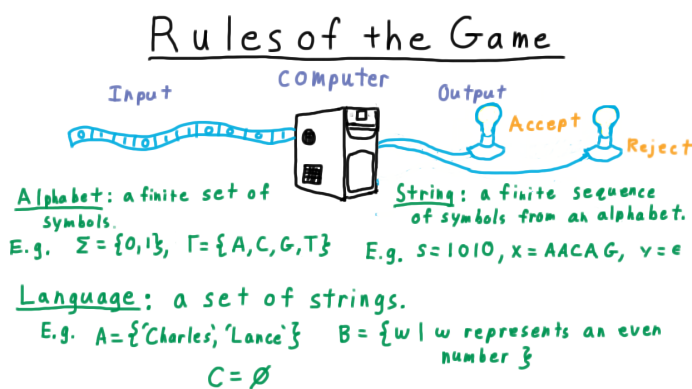 Rules of the Game
Input
Computer
Output
Accept
Reject
Alphabet: a finite set of
symbols.
E.g. Σ = {0,1}, Γ = {A,C,G,T}
String: a finite sequence
of symbols from an alphabet.
E.g. S=1010, X=AACAG, Y=ϵ
Language: a set of strings.
E.g. A={'Charles', 'Lance'} B = {w | w represents an even
number }
C = ∅